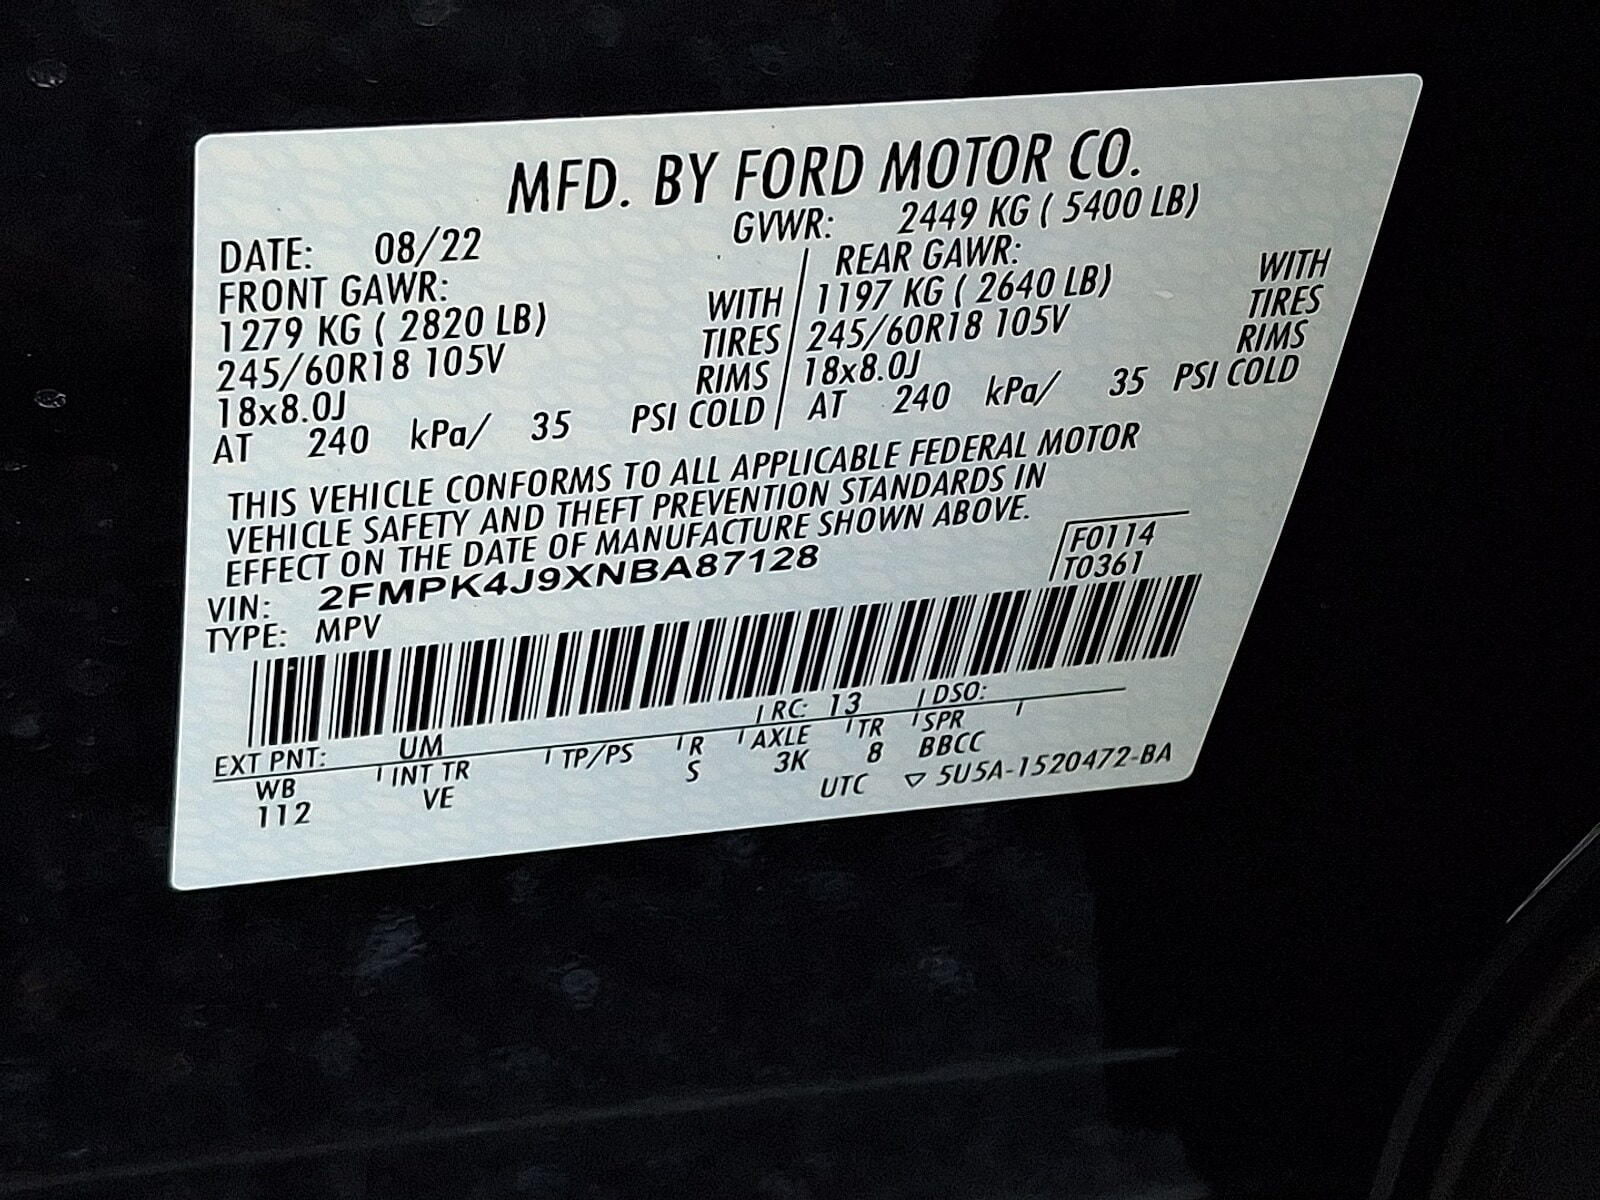 MFD. BY FORD MOTOR CO.
DATE: 08/22 GVWR: 2449 KG ( 5400 LB)
FRONT GAWR: REAR GAWR:
1279 KG ( 2820 LB) WITH 1197 KG ( 2640 LB) WITH
245/60R18 105V TIRES 245/60R18 105V TIRES
18x8.0J RIMS 18x8.0J RIMS
AT 240 kPa/ 35 PSI COLD AT 240 kPa/ 35 PSI COLD
THIS VEHICLE CONFORMS TO ALL APPLICABLE FEDERAL MOTOR
VEHICLE SAFETY AND THEFT PREVENTION STANDARDS IN
EFFECT ON THE DATE OF MANUFACTURE SHOWN ABOVE.
VIN: 2FMPK4J9XNBA87128 F0114
TYPE: MPV T0361
EXT PNT: UM RC: 13 DSO:
WB INT TR TP/PS R AXLE TR SPR
112 VE S 3K 8 BBCC
UTC ▽ 5U5A-1520472-BA